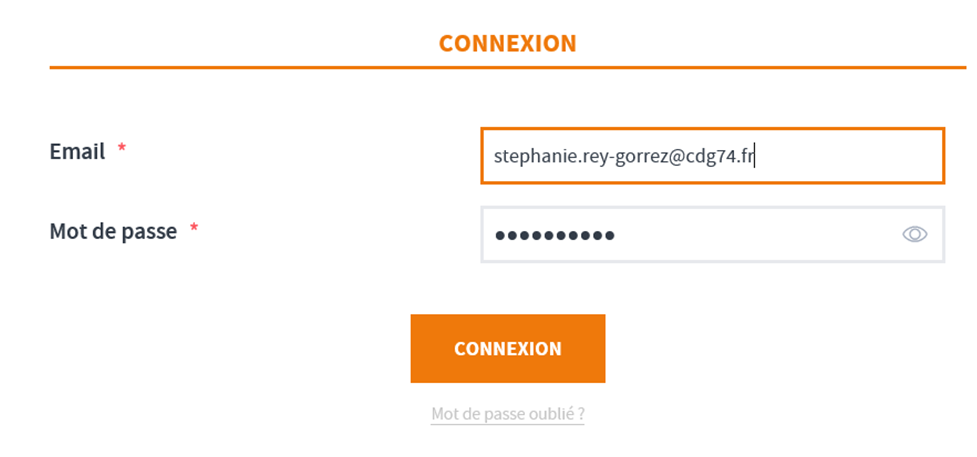 CONNEXION
Email *
stephanie.rey-gorrez@cdg74.fr
Mot de passe *
••••••••••
CONNEXION
Mot de passe oublié ?